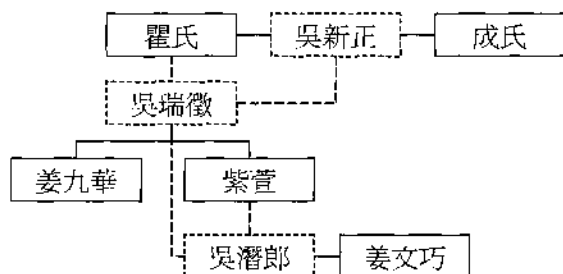 瞿氏 吳新正 成氏
吳瑞徵
姜九華 紫萱
吳潛郎 姜文巧